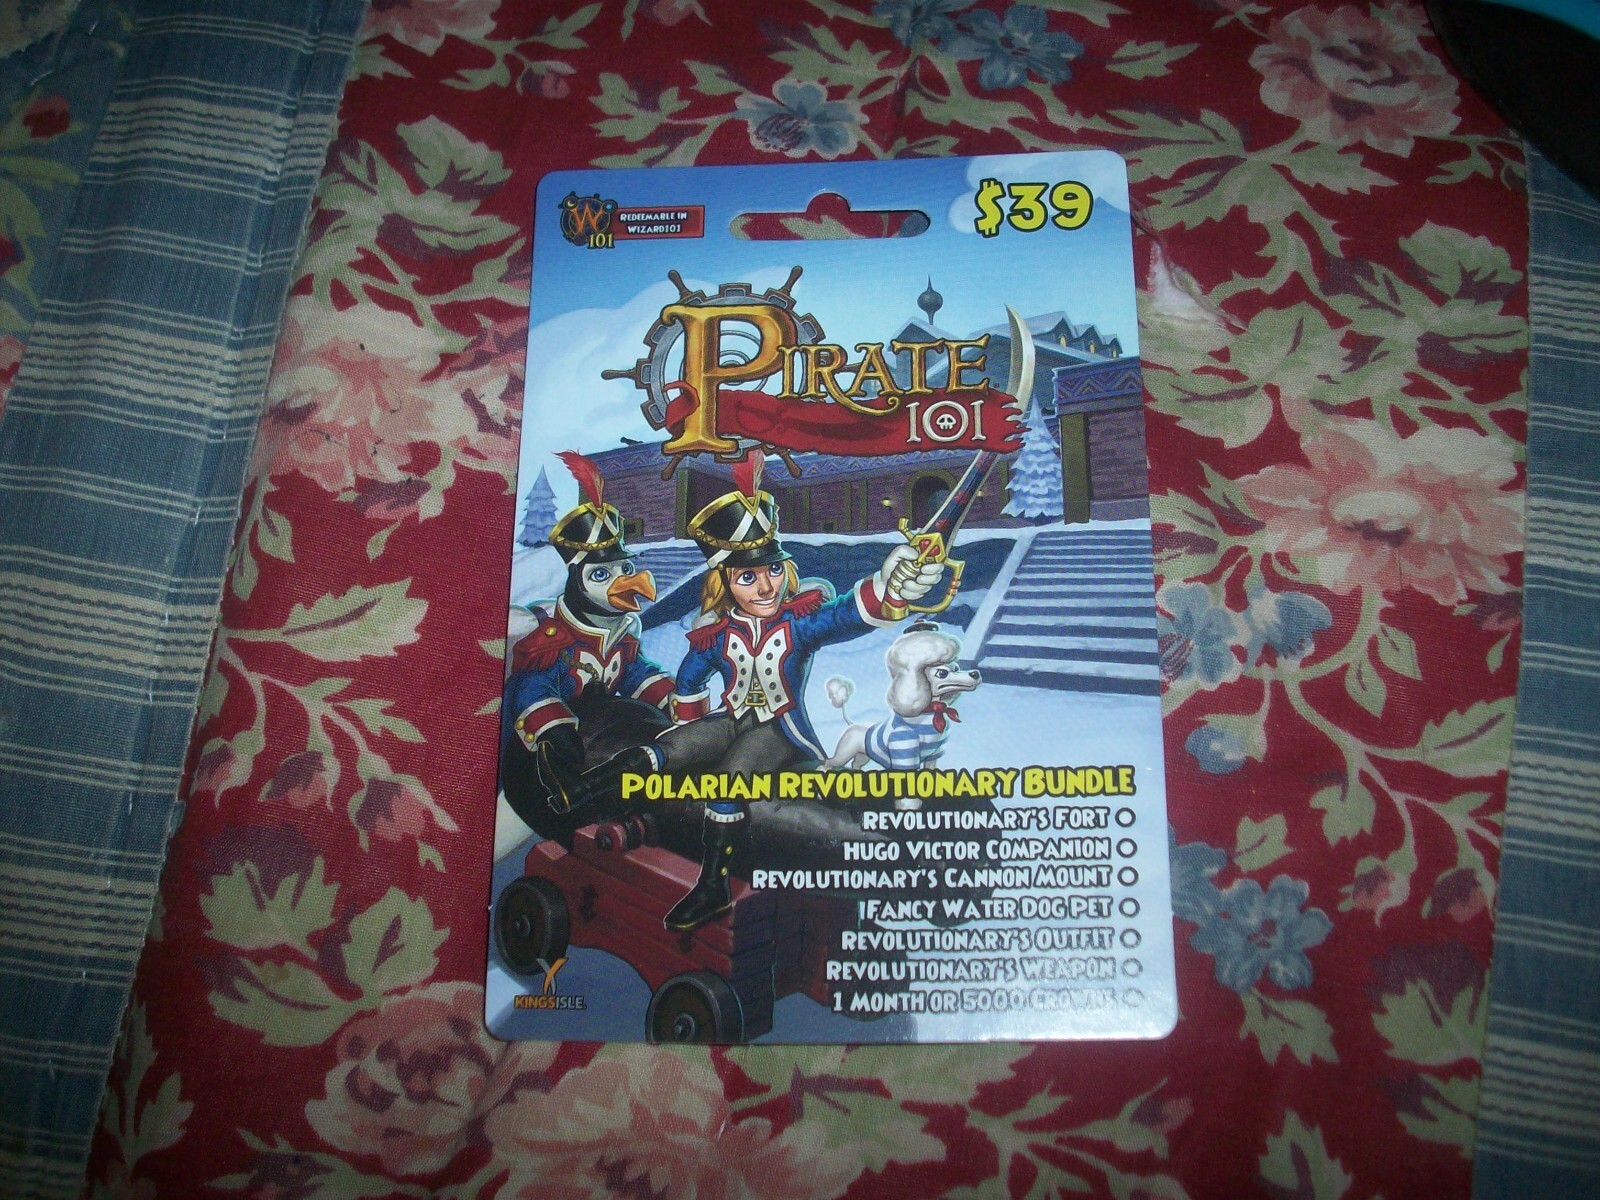 W
101
REDEEMABLE IN
WIZARD101
$39
PIRATE
101
POLARIAN REVOLUTIONARY BUNDLE
REVOLUTIONARY'S FORT
HUGO VICTOR COMPANION
REVOLUTIONARY'S CANNON MOUNT
FANCY WATER DOG PET
REVOLUTIONARY'S OUTFIT
REVOLUTIONARY'S WEAPON
1 MONTH OR 5000 CROWNS
KINGSISLE